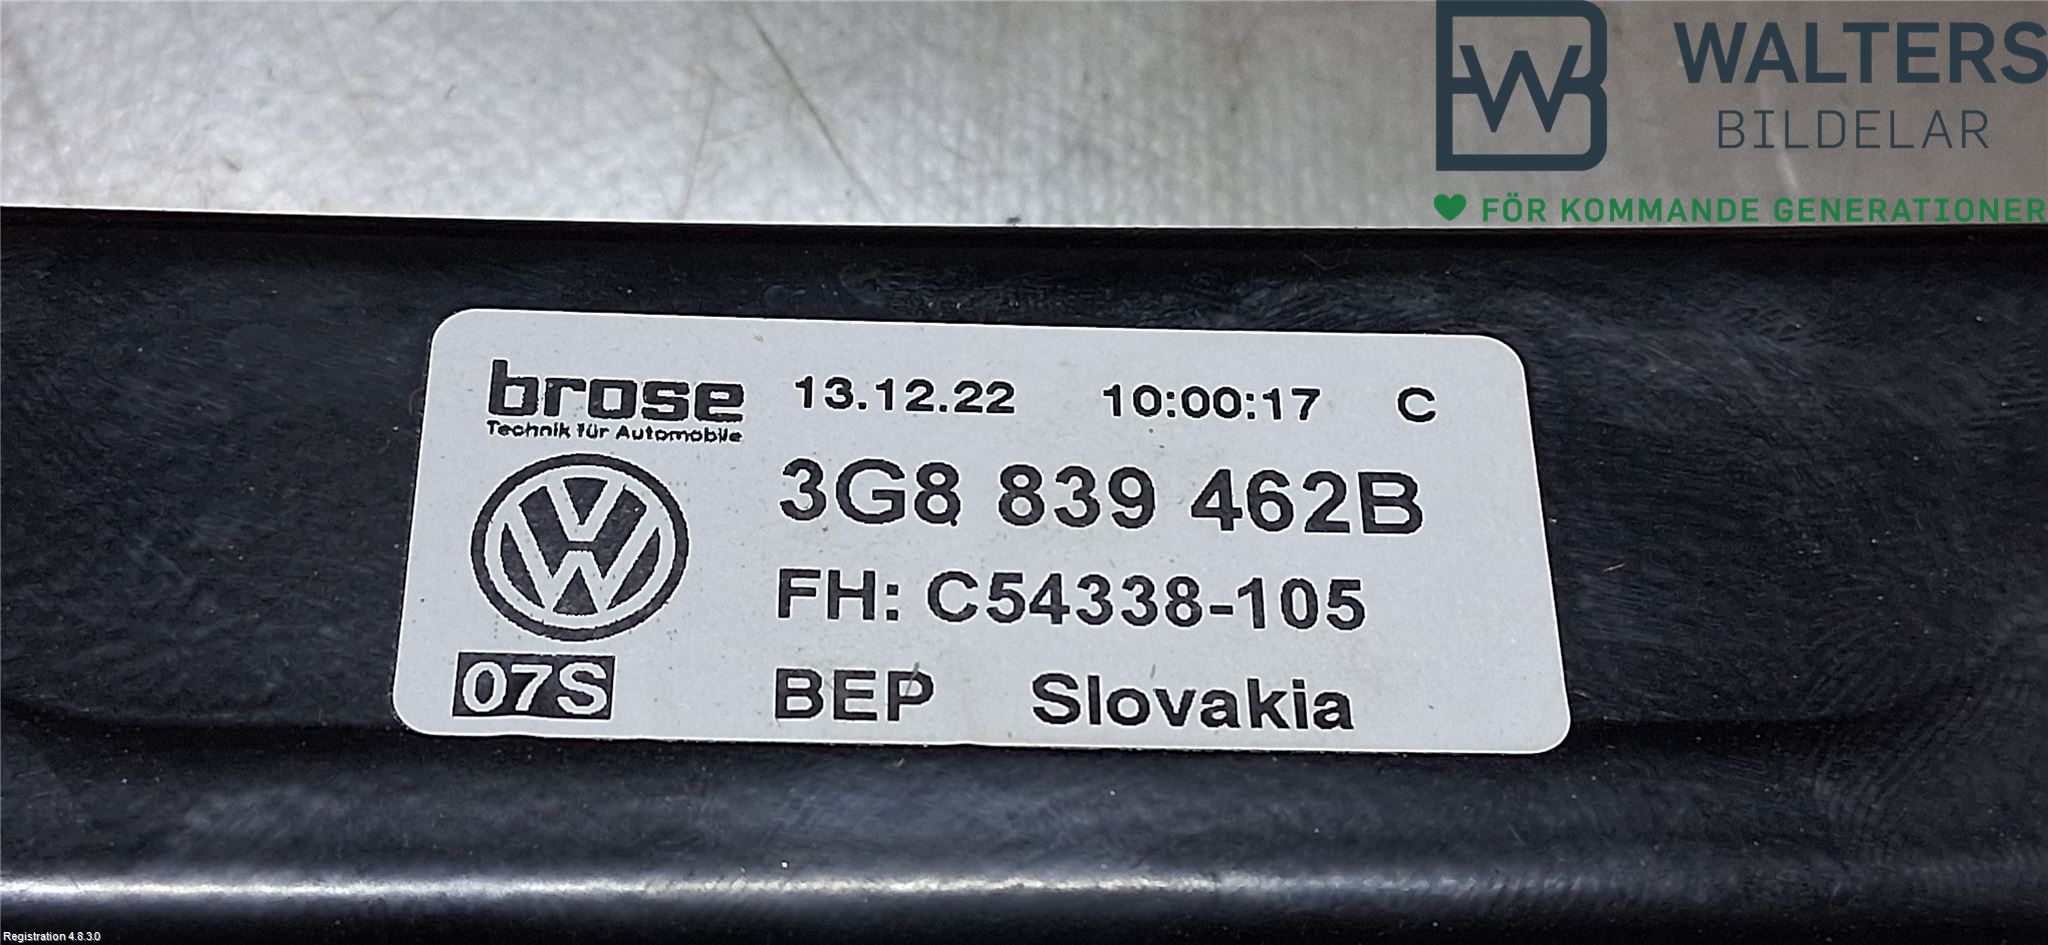 WALTERS
BILDELAR
FÖR KOMMANDE GENERATIONER
brose 13.12.22 10:00:17 C
Technik für Automobile
3G8 839 462B
FH: C54338-105
07S BEP Slovakia
Registration 4.8.3.0